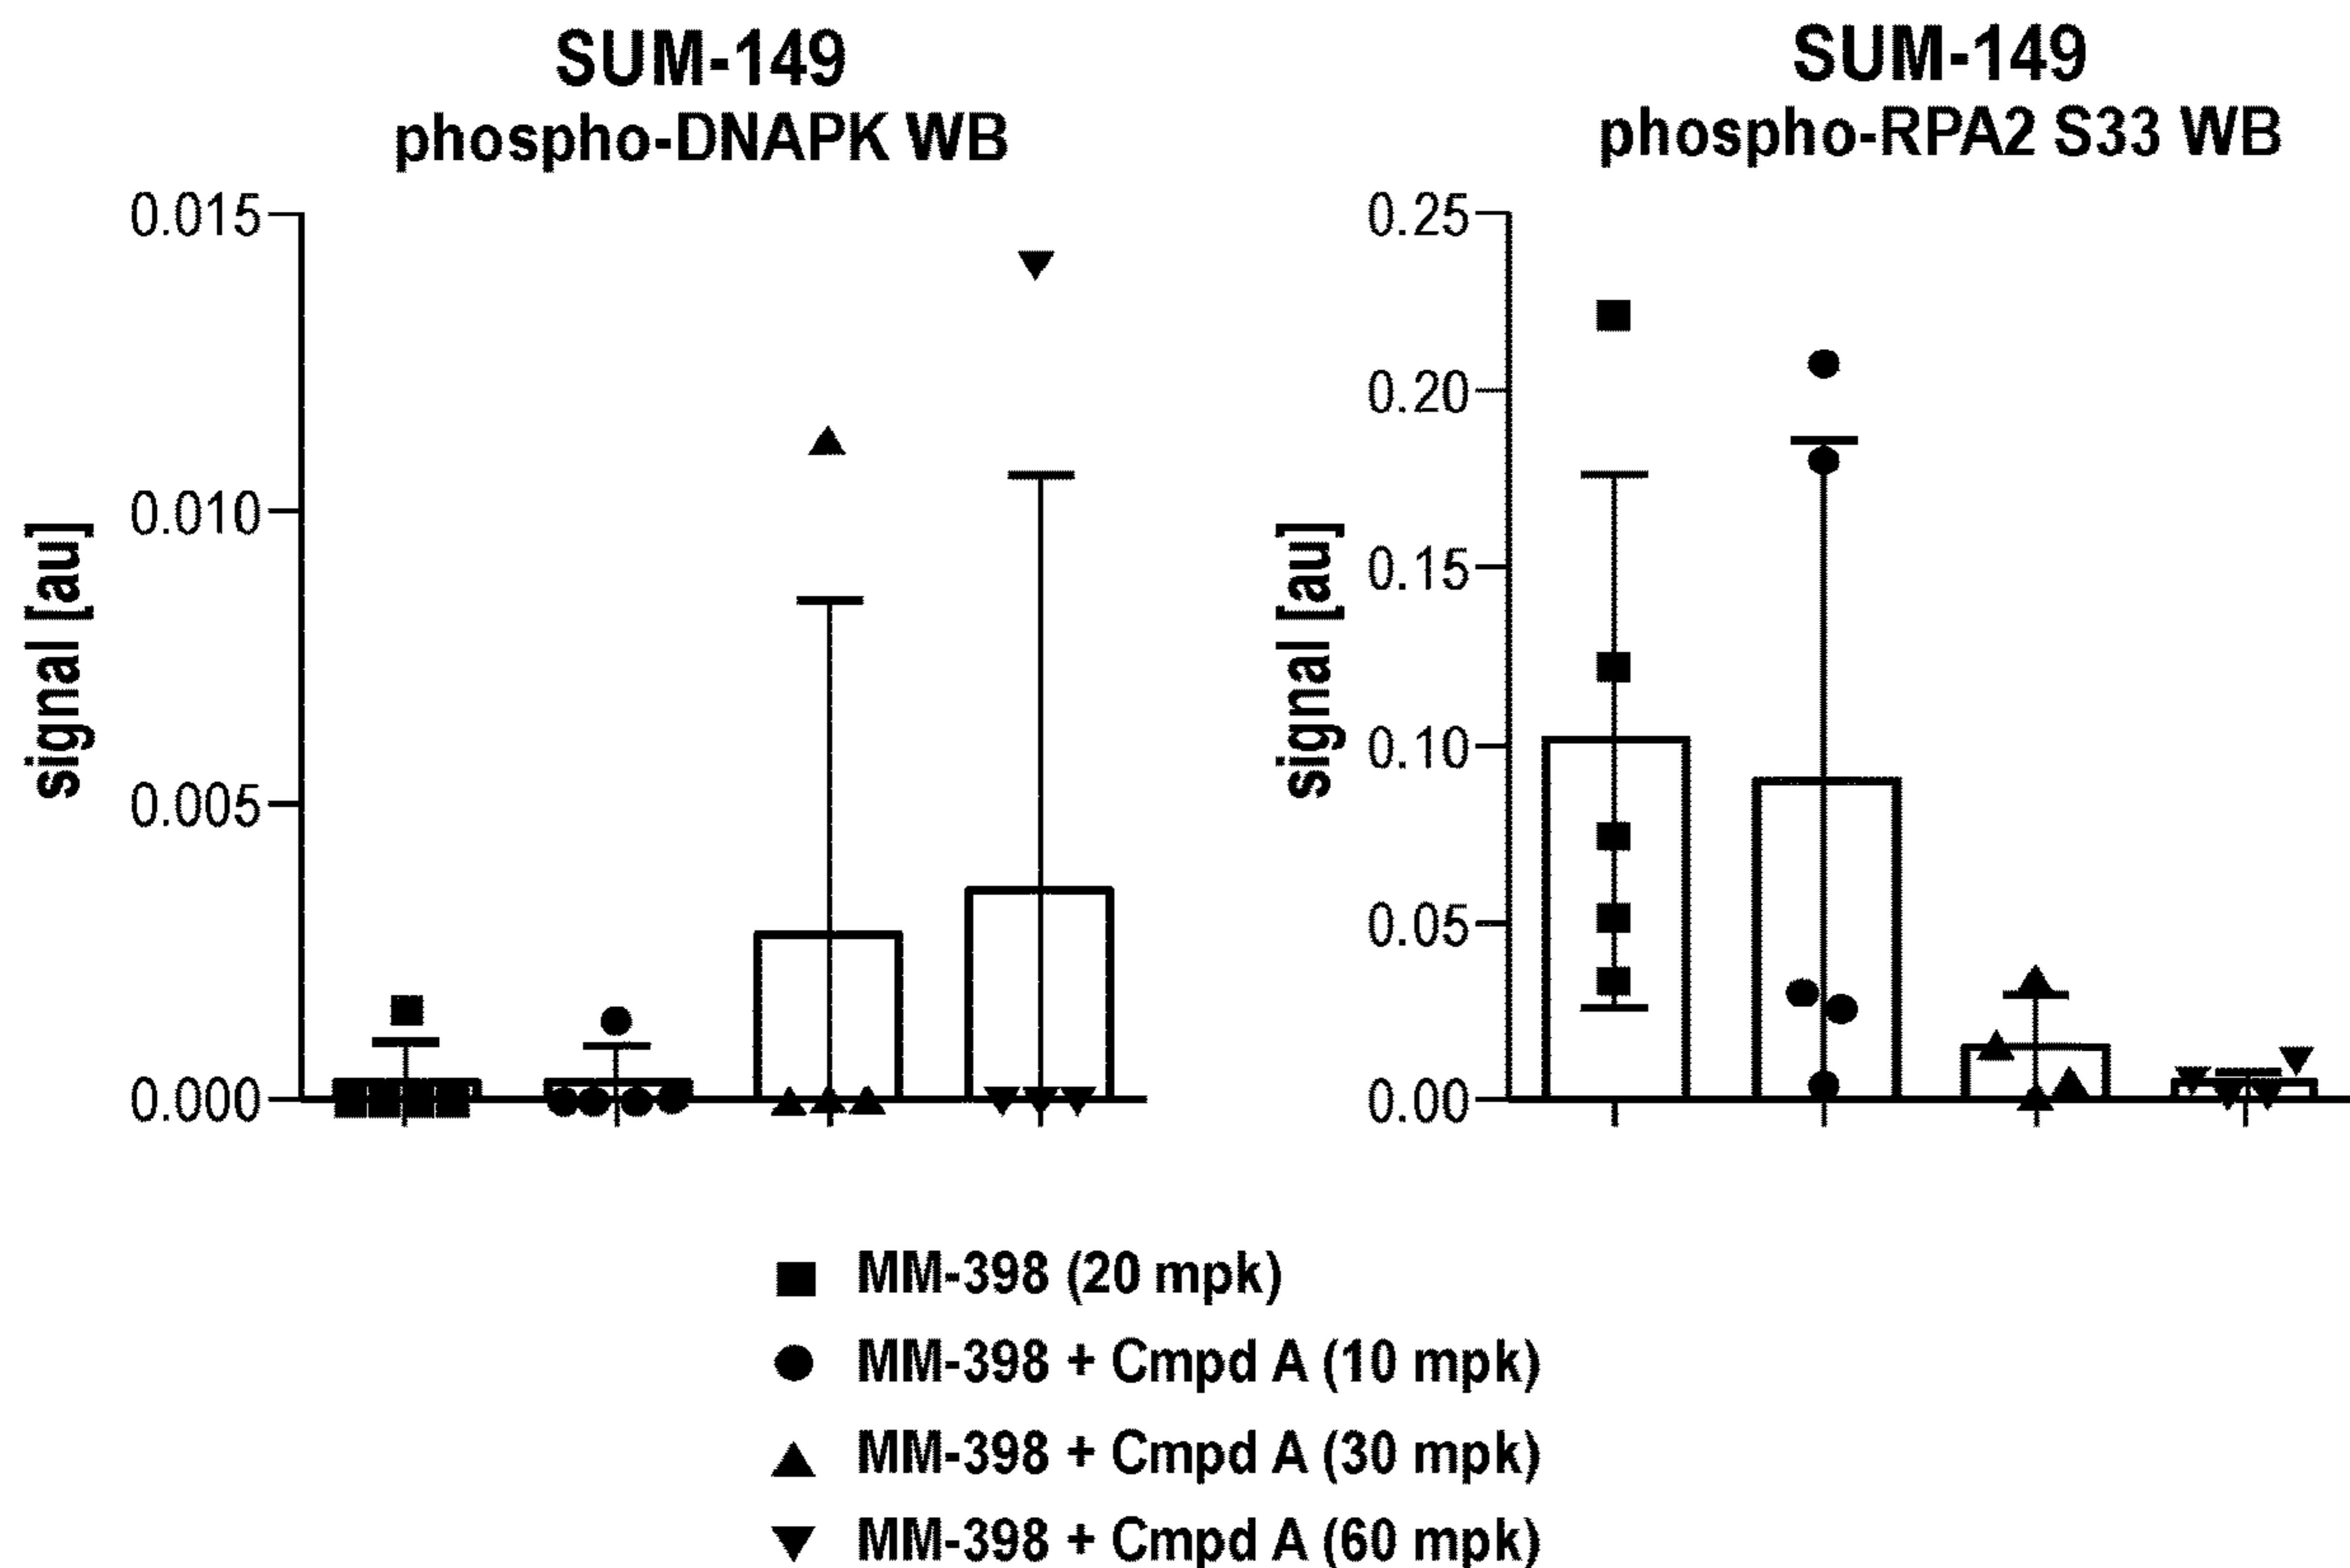 SUM-149
phospho-DNAPK WB
signal [au]
0.015
0.010
0.005
0.000
SUM-149
phospho-RPA2 S33 WB
signal [au]
0.25
0.20
0.15
0.10
0.05
0.00
MM-398 (20 mpk)
MM-398 + Cmpd A (10 mpk)
MM-398 + Cmpd A (30 mpk)
MM-398 + Cmpd A (60 mpk)